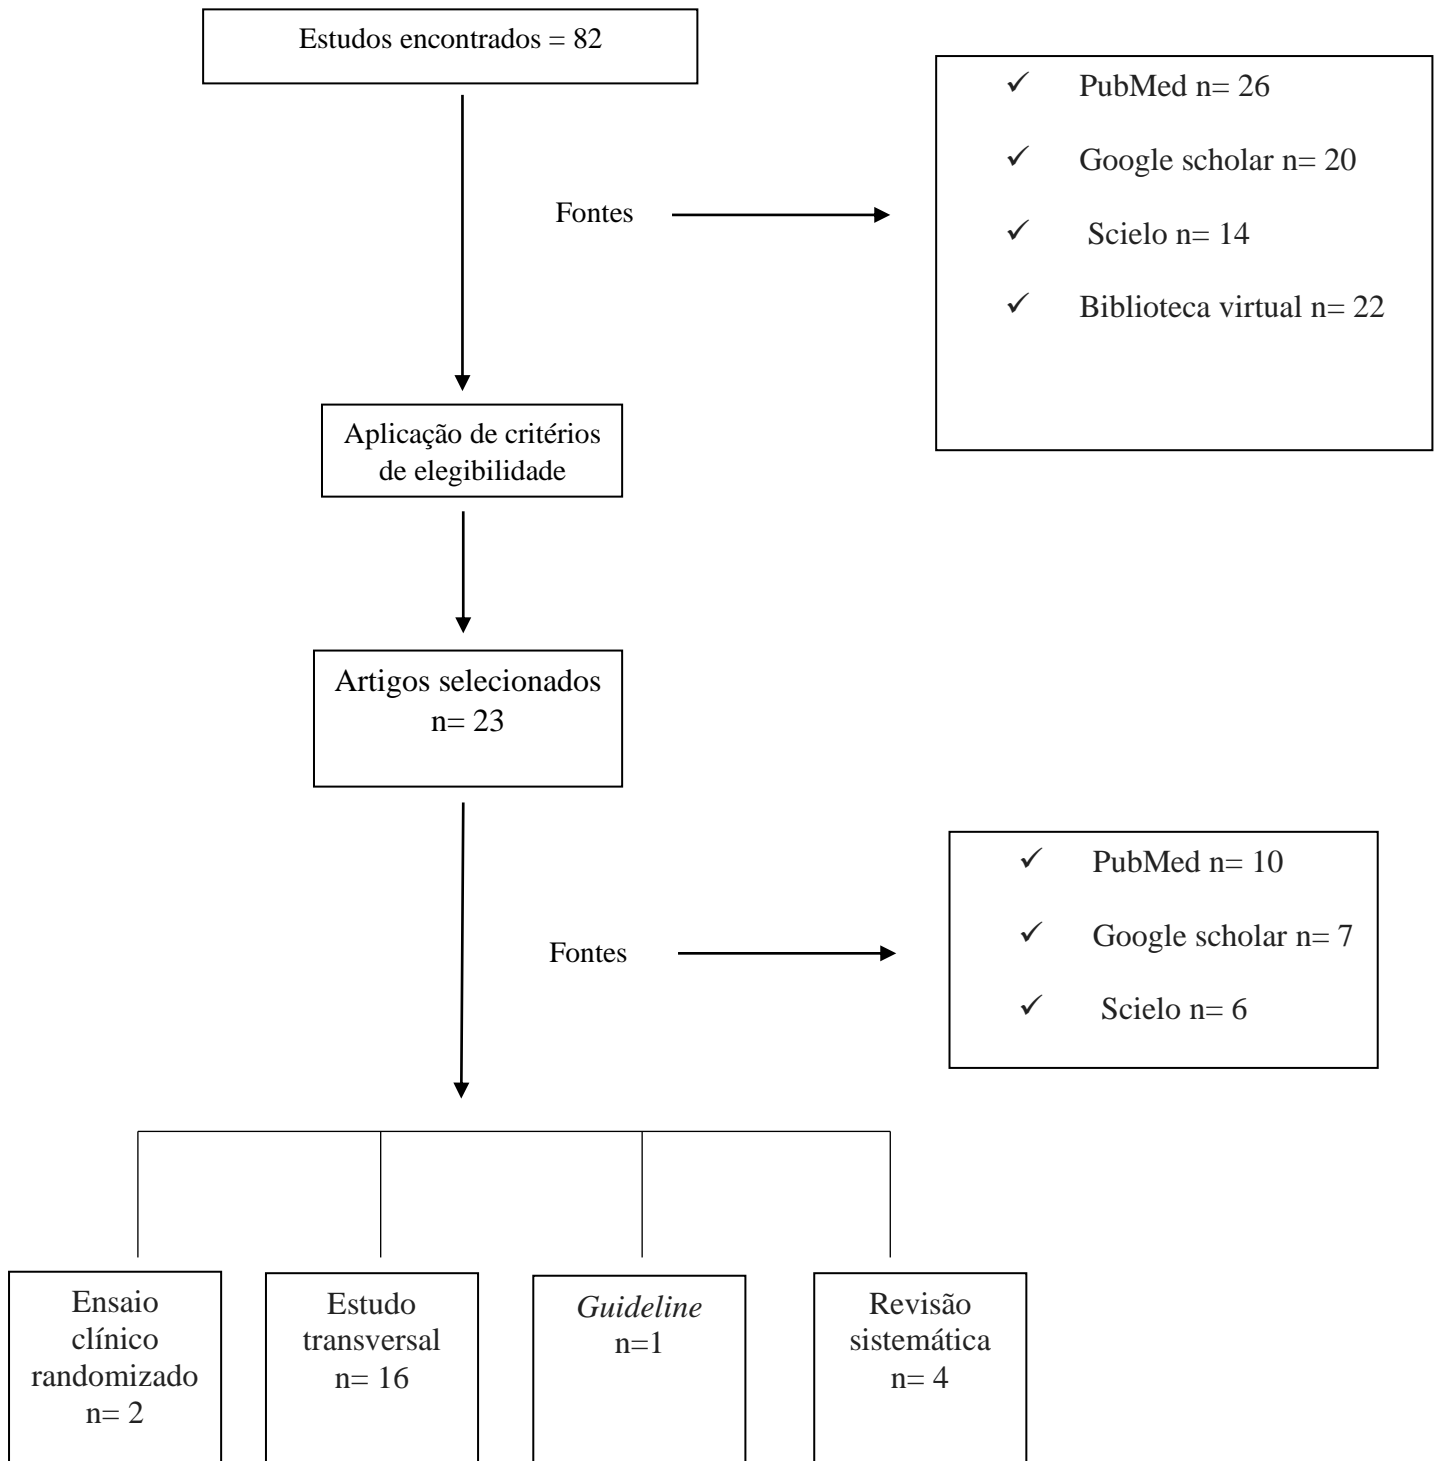 Estudos encontrados = 82
✓ PubMed n= 26
✓ Google scholar n= 20
Fontes
✓ Scielo n= 14
✓ Biblioteca virtual n= 22
Aplicação de critérios
de elegibilidade
Artigos selecionados
n= 23
✓ PubMed n= 10
✓ Google scholar n= 7
Fontes
✓ Scielo n= 6
Ensaio
clínico
randomizado
n= 2
Estudo
transversal
n= 16
Guideline
n=1
Revisão
sistemática
n= 4